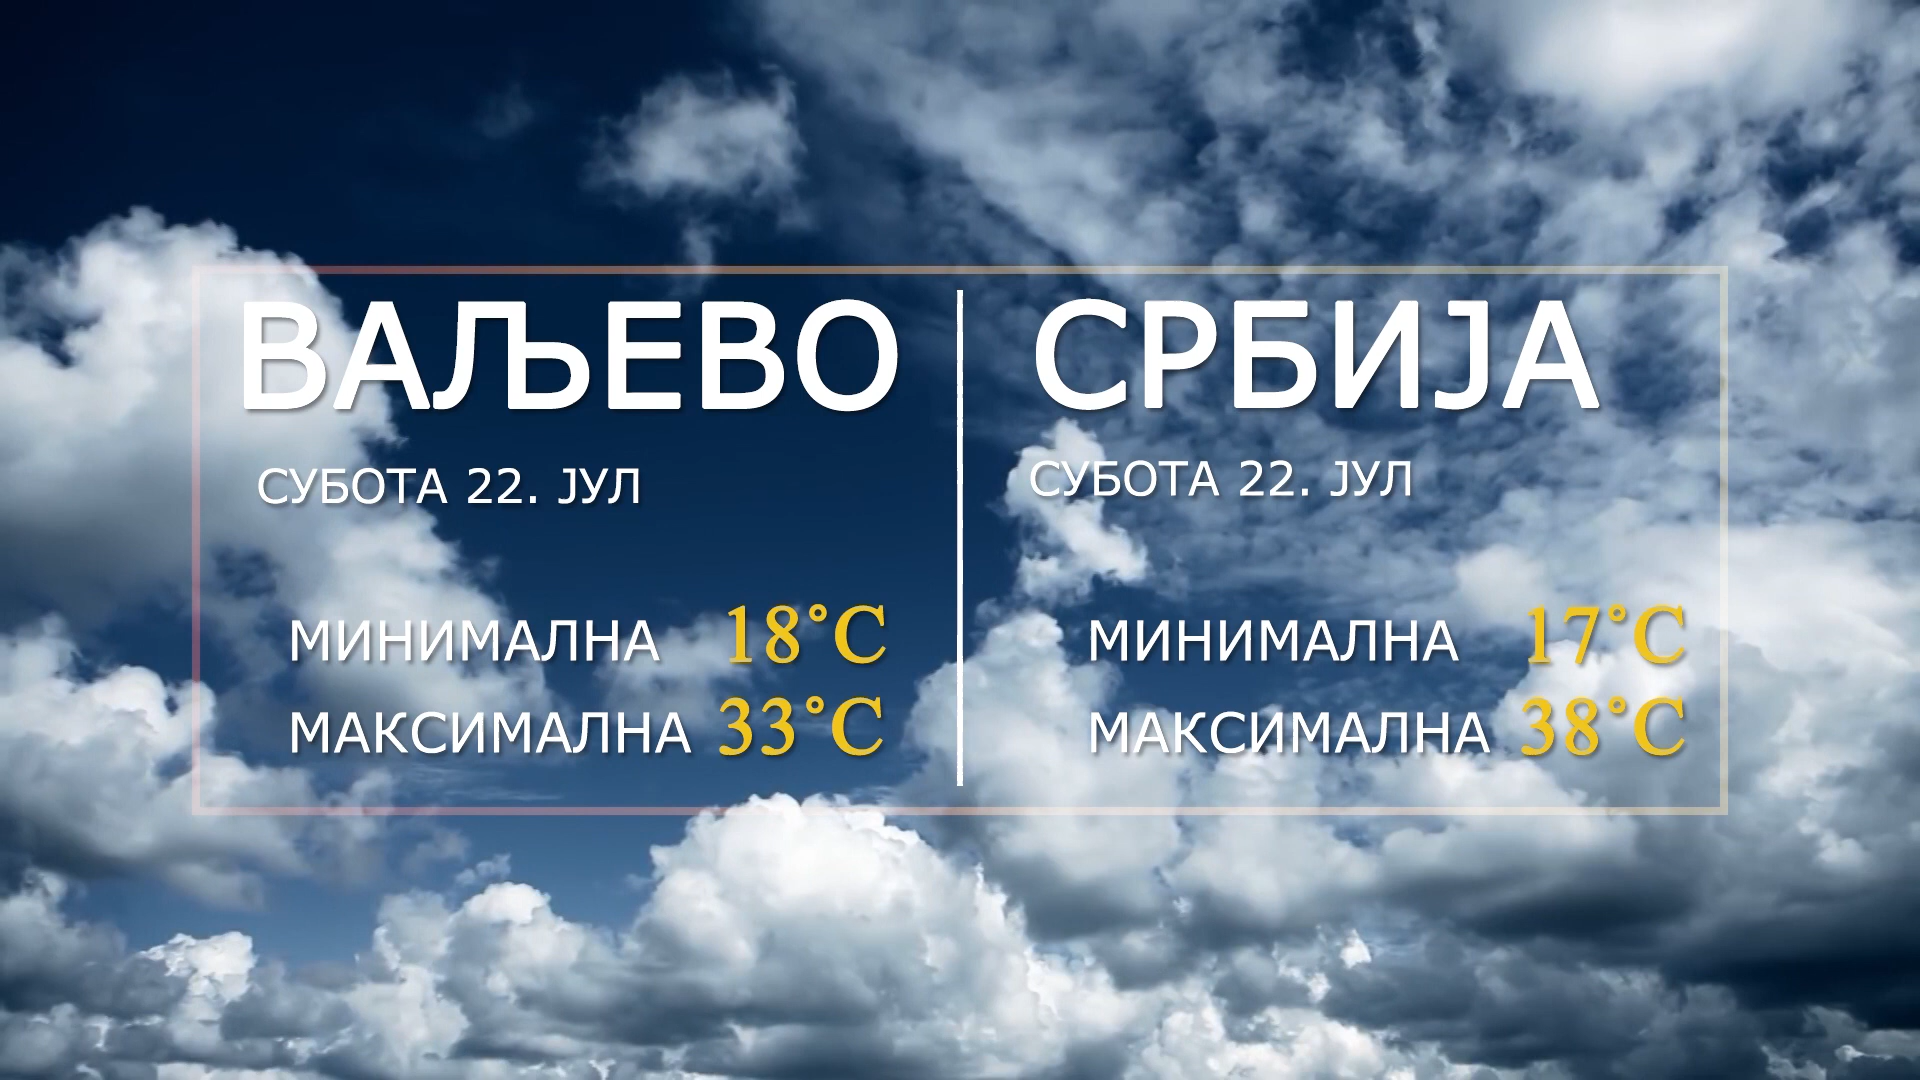 ВАЉЕВО
СУБОТА 22. ЈУЛ
МИНИМАЛНА 18°C
МАКСИМАЛНА 33°C
СРБИЈА
СУБОТА 22. ЈУЛ
МИНИМАЛНА 17°C
МАКСИМАЛНА 38°C